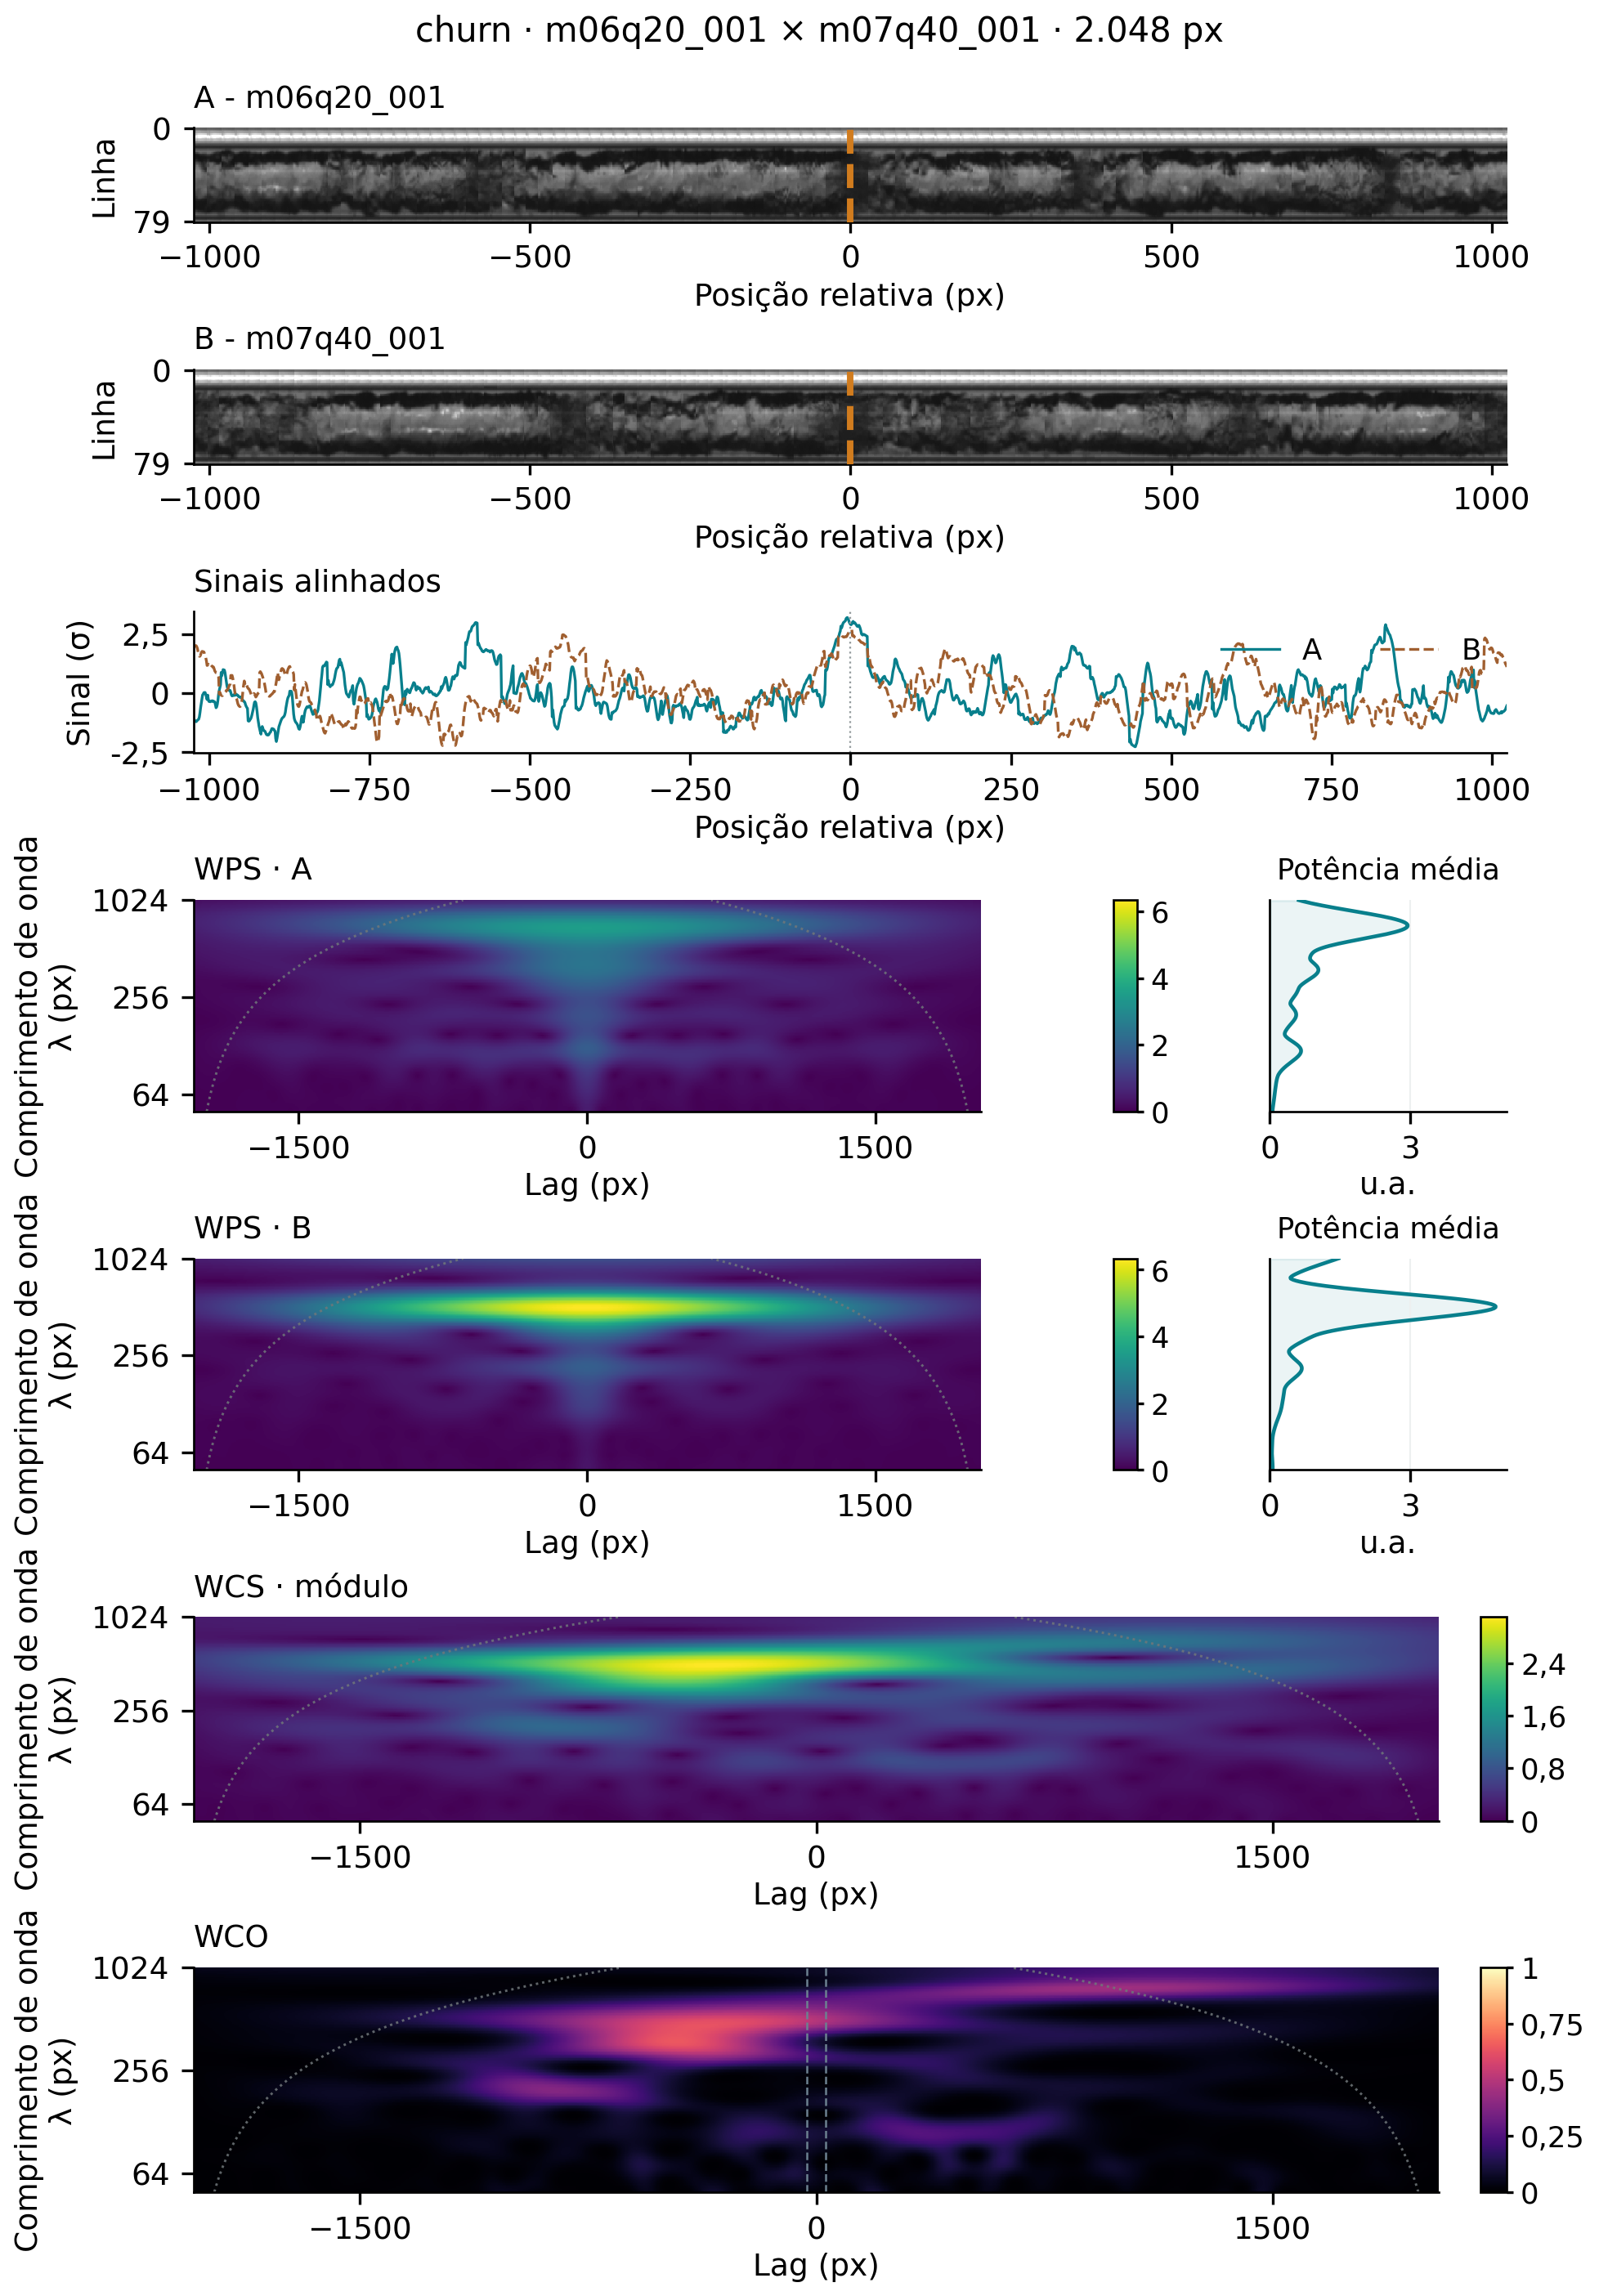 churn · m06q20_001 × m07q40_001 · 2.048 px
A - m06q20_001
Linha
0
79
−1000
−500
0
500
1000
Posição relativa (px)
B - m07q40_001
Linha
0
79
−1000
−500
0
500
1000
Posição relativa (px)
Sinais alinhados
Sinal (σ)
2,5
0
-2,5
A
B
−1000
−750
−500
−250
0
250
500
750
1000
Posição relativa (px)
WPS · A
Comprimento de onda
λ (px)
1024
256
64
−1500
0
1500
Lag (px)
6
4
2
0
Potência média
0
3
u.a.
WPS · B
Comprimento de onda
λ (px)
1024
256
64
−1500
0
1500
Lag (px)
6
4
2
0
Potência média
0
3
u.a.
WCS · módulo
Comprimento de onda
λ (px)
1024
256
64
−1500
0
1500
Lag (px)
2,4
1,6
0,8
0
WCO
Comprimento de onda
λ (px)
1024
256
64
−1500
0
1500
Lag (px)
1
0,75
0,5
0,25
0